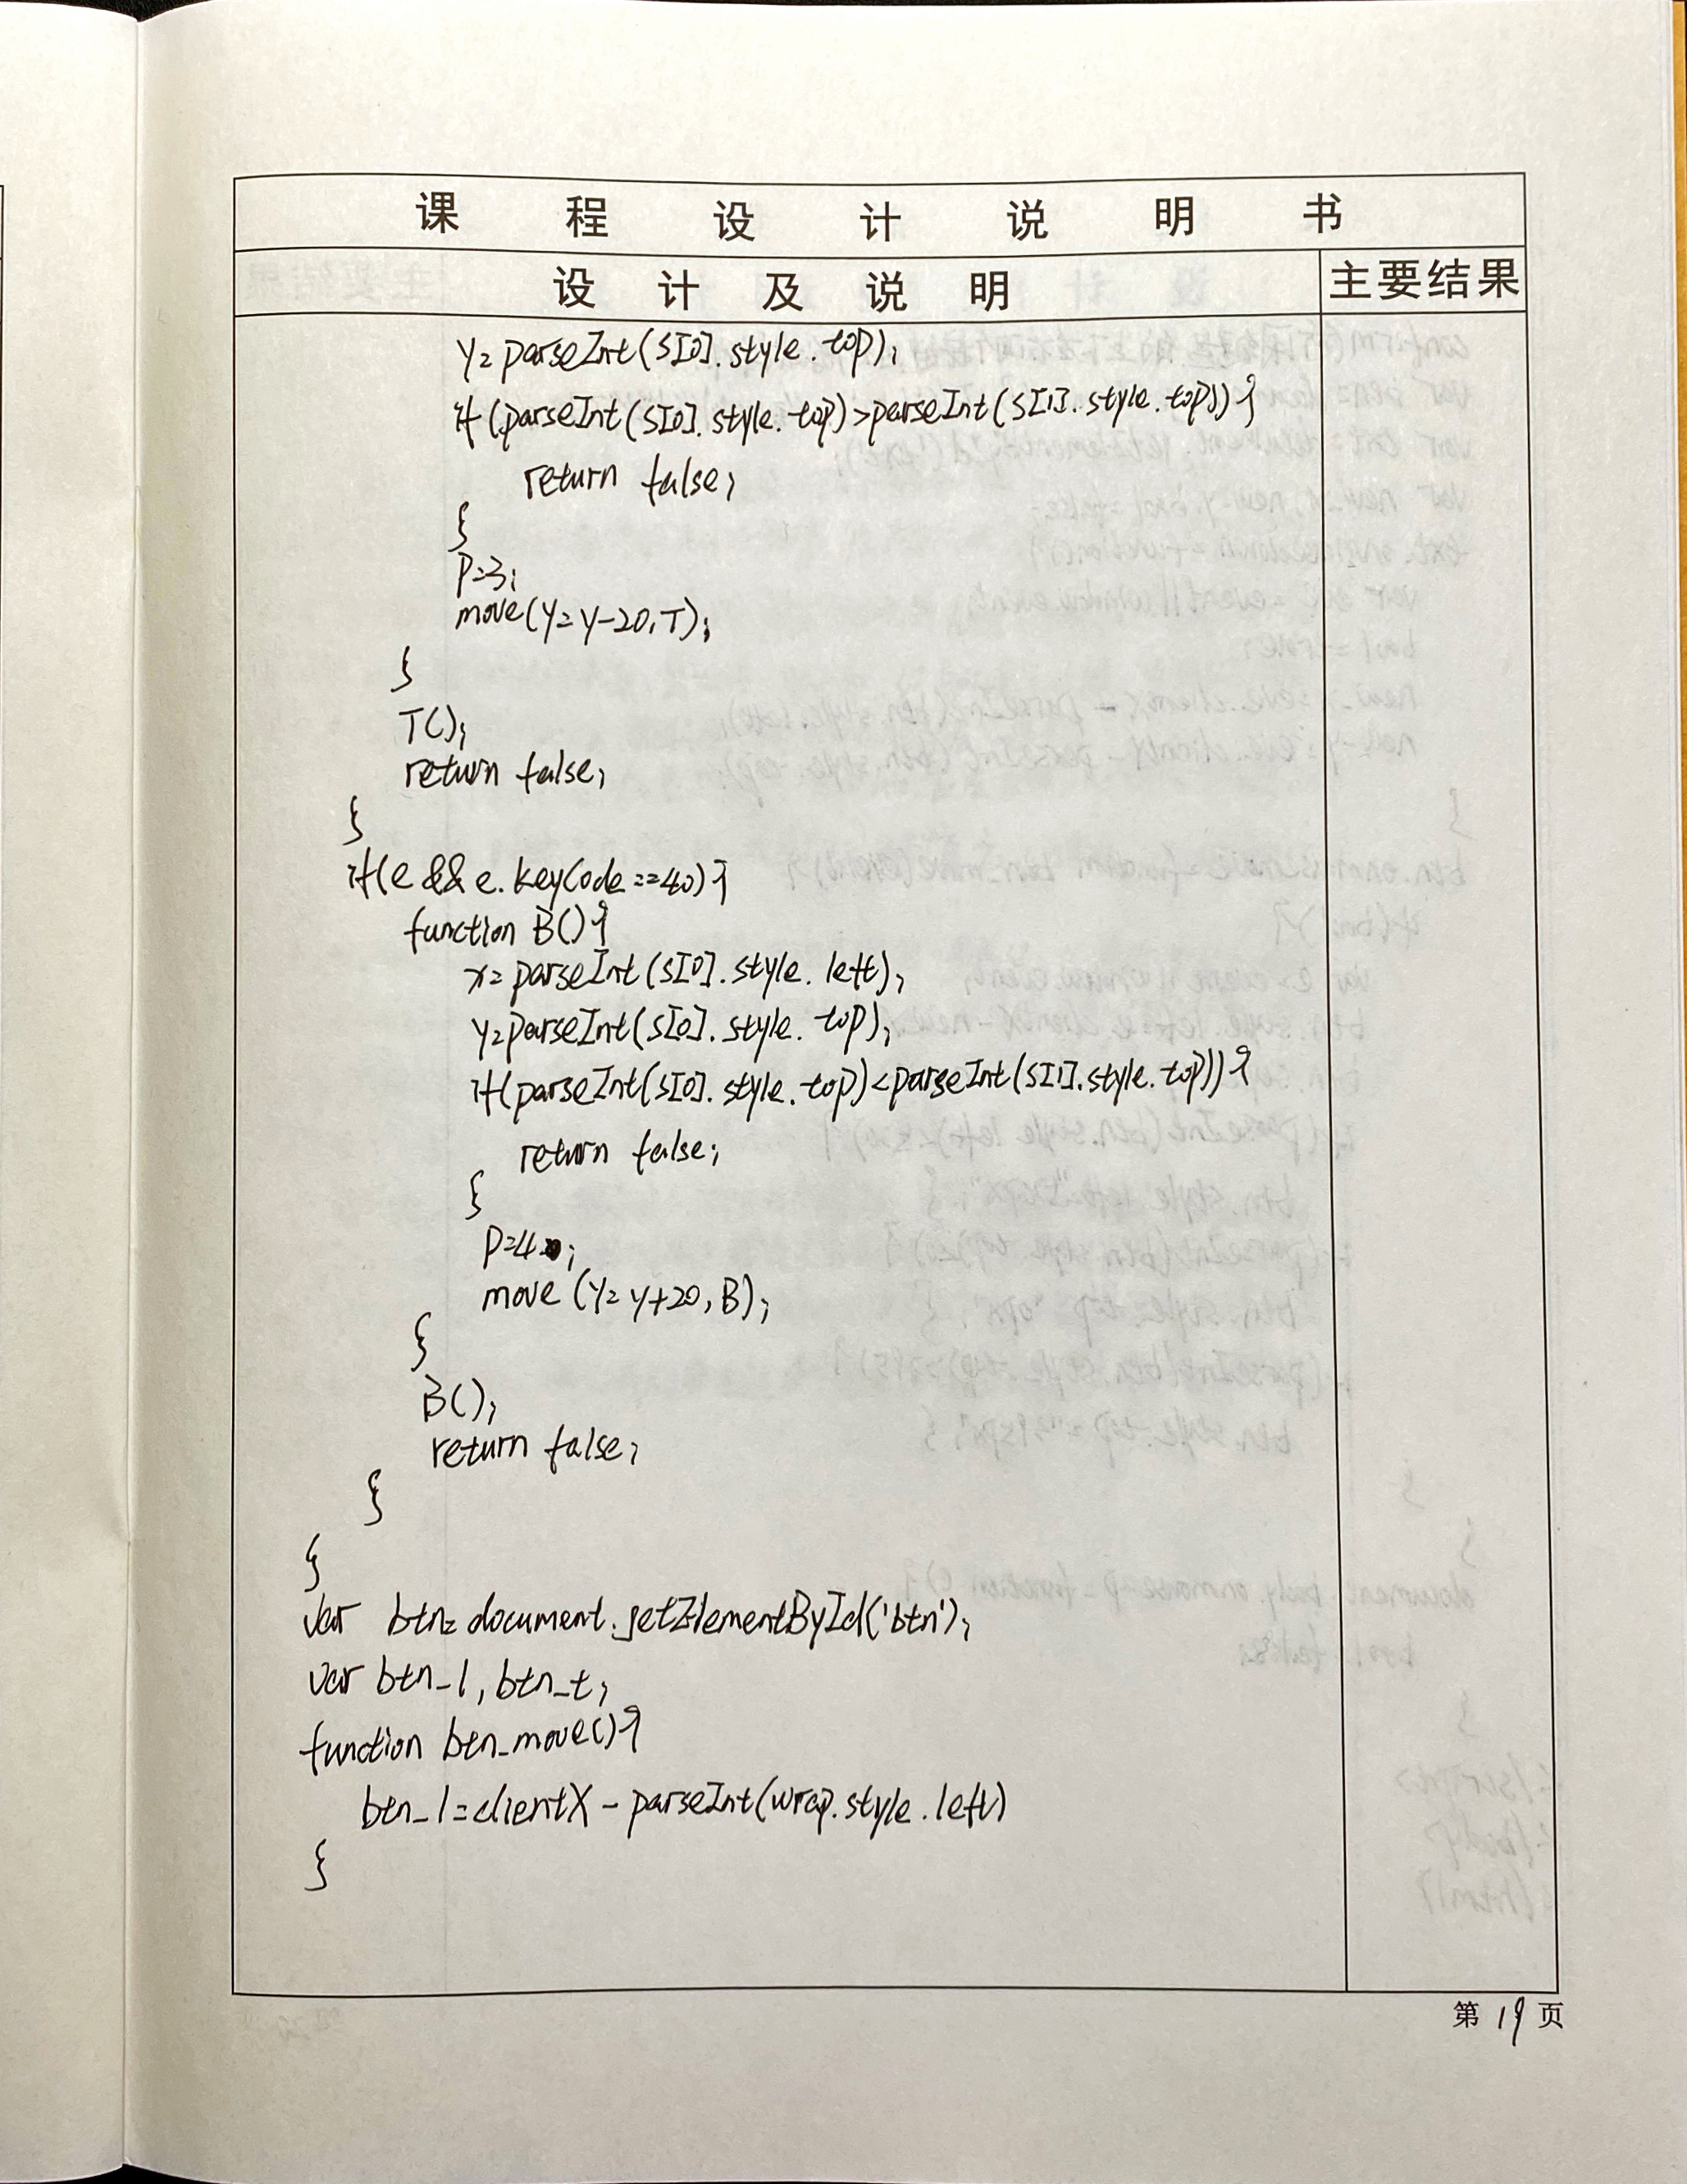 课程设计说明书
设计及说明 主要结果
y=parseInt(s[0].style.top);
if(parseInt(s[0].style.top)>parseInt(s[1].style.top)){
return false;
}
P=3;
move(y=y-20,T);
}
T();
return false;
}
if(e&&e.keyCode==40){
function B(){
x=parseInt(s[0].style.left);
y=parseInt(s[0].style.top);
if(parseInt(s[0].style.top)<parseInt(s[1].style.top)){
return false;
}
P=4;
move(y=y+20,B);
}
B();
return false;
}
}
var btn=document.getElementById('btn');
var btn_l,btn_t;
function btn_move(){
btn_l=clientX-parseInt(wrap.style.left)
}
第19页